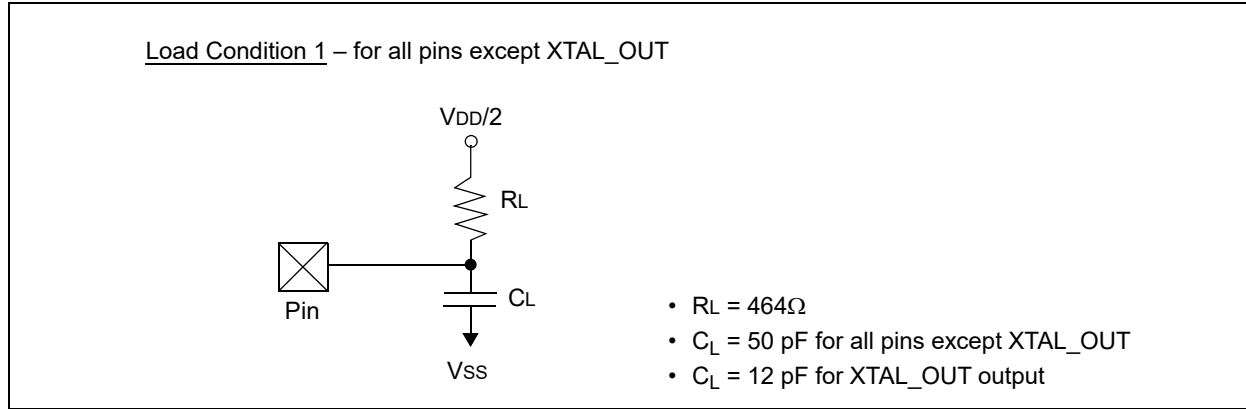 Load Condition 1 – for all pins except XTAL_OUT
VDD/2
RL
Pin
CL
VSS
• RL = 464Ω
• CL = 50 pF for all pins except XTAL_OUT
• CL = 12 pF for XTAL_OUT output